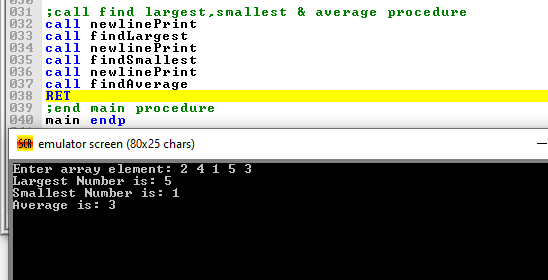 031 ;call find largest,smallest & average procedure
032 call newlinePrint
033 call findLargest
034 call newlinePrint
035 call findSmallest
036 call newlinePrint
037 call findAverage
038 RET
039 ;end main procedure
040 main endp
emulator screen (80x25 chars)
Enter array element: 2 4 1 5 3
Largest Number is: 5
Smallest Number is: 1
Average is: 3